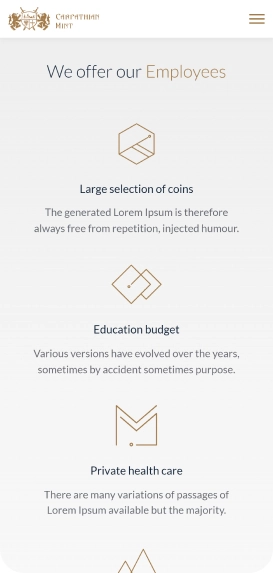 Carpathian
Mint
We offer our Employees
Large selection of coins
The generated Lorem Ipsum is therefore
always free from repetition, injected humour.
Education budget
Various versions have evolved over the years,
sometimes by accident sometimes purpose.
Private health care
There are many variations of passages of
Lorem Ipsum available but the majority.